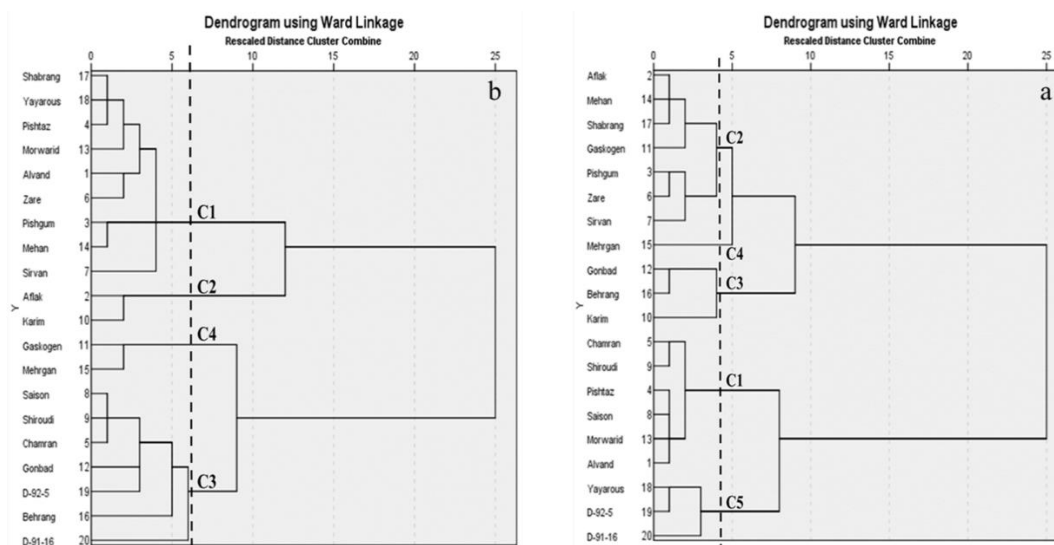 Dendrogram using Ward Linkage
Rescaled Distance Cluster Combine
0 5 10 15 20 25
b
Shabrang 17
Yayarous 18
Pishtaz 4
Morwarid 13
Alvand 1
Zare 6
Pishgum 3
C1
Mehan 14
Sirvan 7
Aflak 2
C2
Y
Karim 10
Gaskogen 11
C4
Mehrgan 15
Saison 8
Shiroudi 9
Chamran 5
Gonbad 12
D-92-5 19
C3
Behrang 16
D-91-16 20
Dendrogram using Ward Linkage
Rescaled Distance Cluster Combine
0 5 10 15 20 25
a
Aflak 2
Mehan 14
Shabrang 17
C2
Gaskogen 11
Pishgum 3
Zare 6
Sirvan 7
Mehrgan 15
C4
Gonbad 12
C3
Behrang 16
Y
Karim 10
Chamran 5
Shiroudi 9
Pishtaz 4
C1
Saison 8
Morwarid 13
Alvand 1
Yayarous 18
C5
D-92-5 19
D-91-16 20